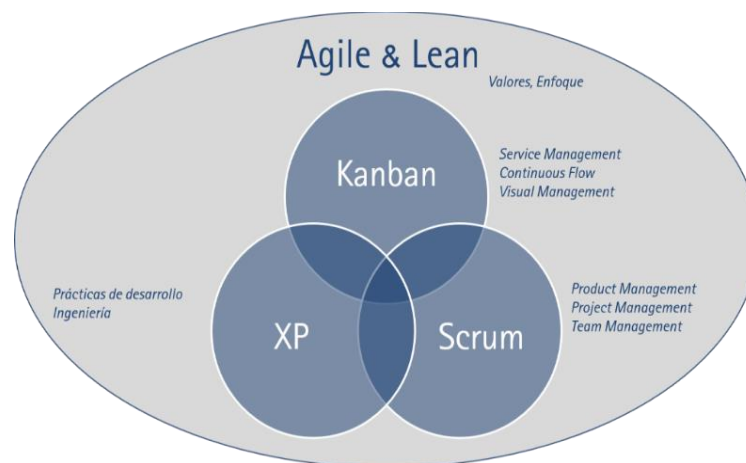 Agile & Lean
Valores, Enfoque
Kanban
Service Management
Continuous Flow
Visual Management
Prácticas de desarrollo
Ingeniería
XP
Scrum
Product Management
Project Management
Team Management